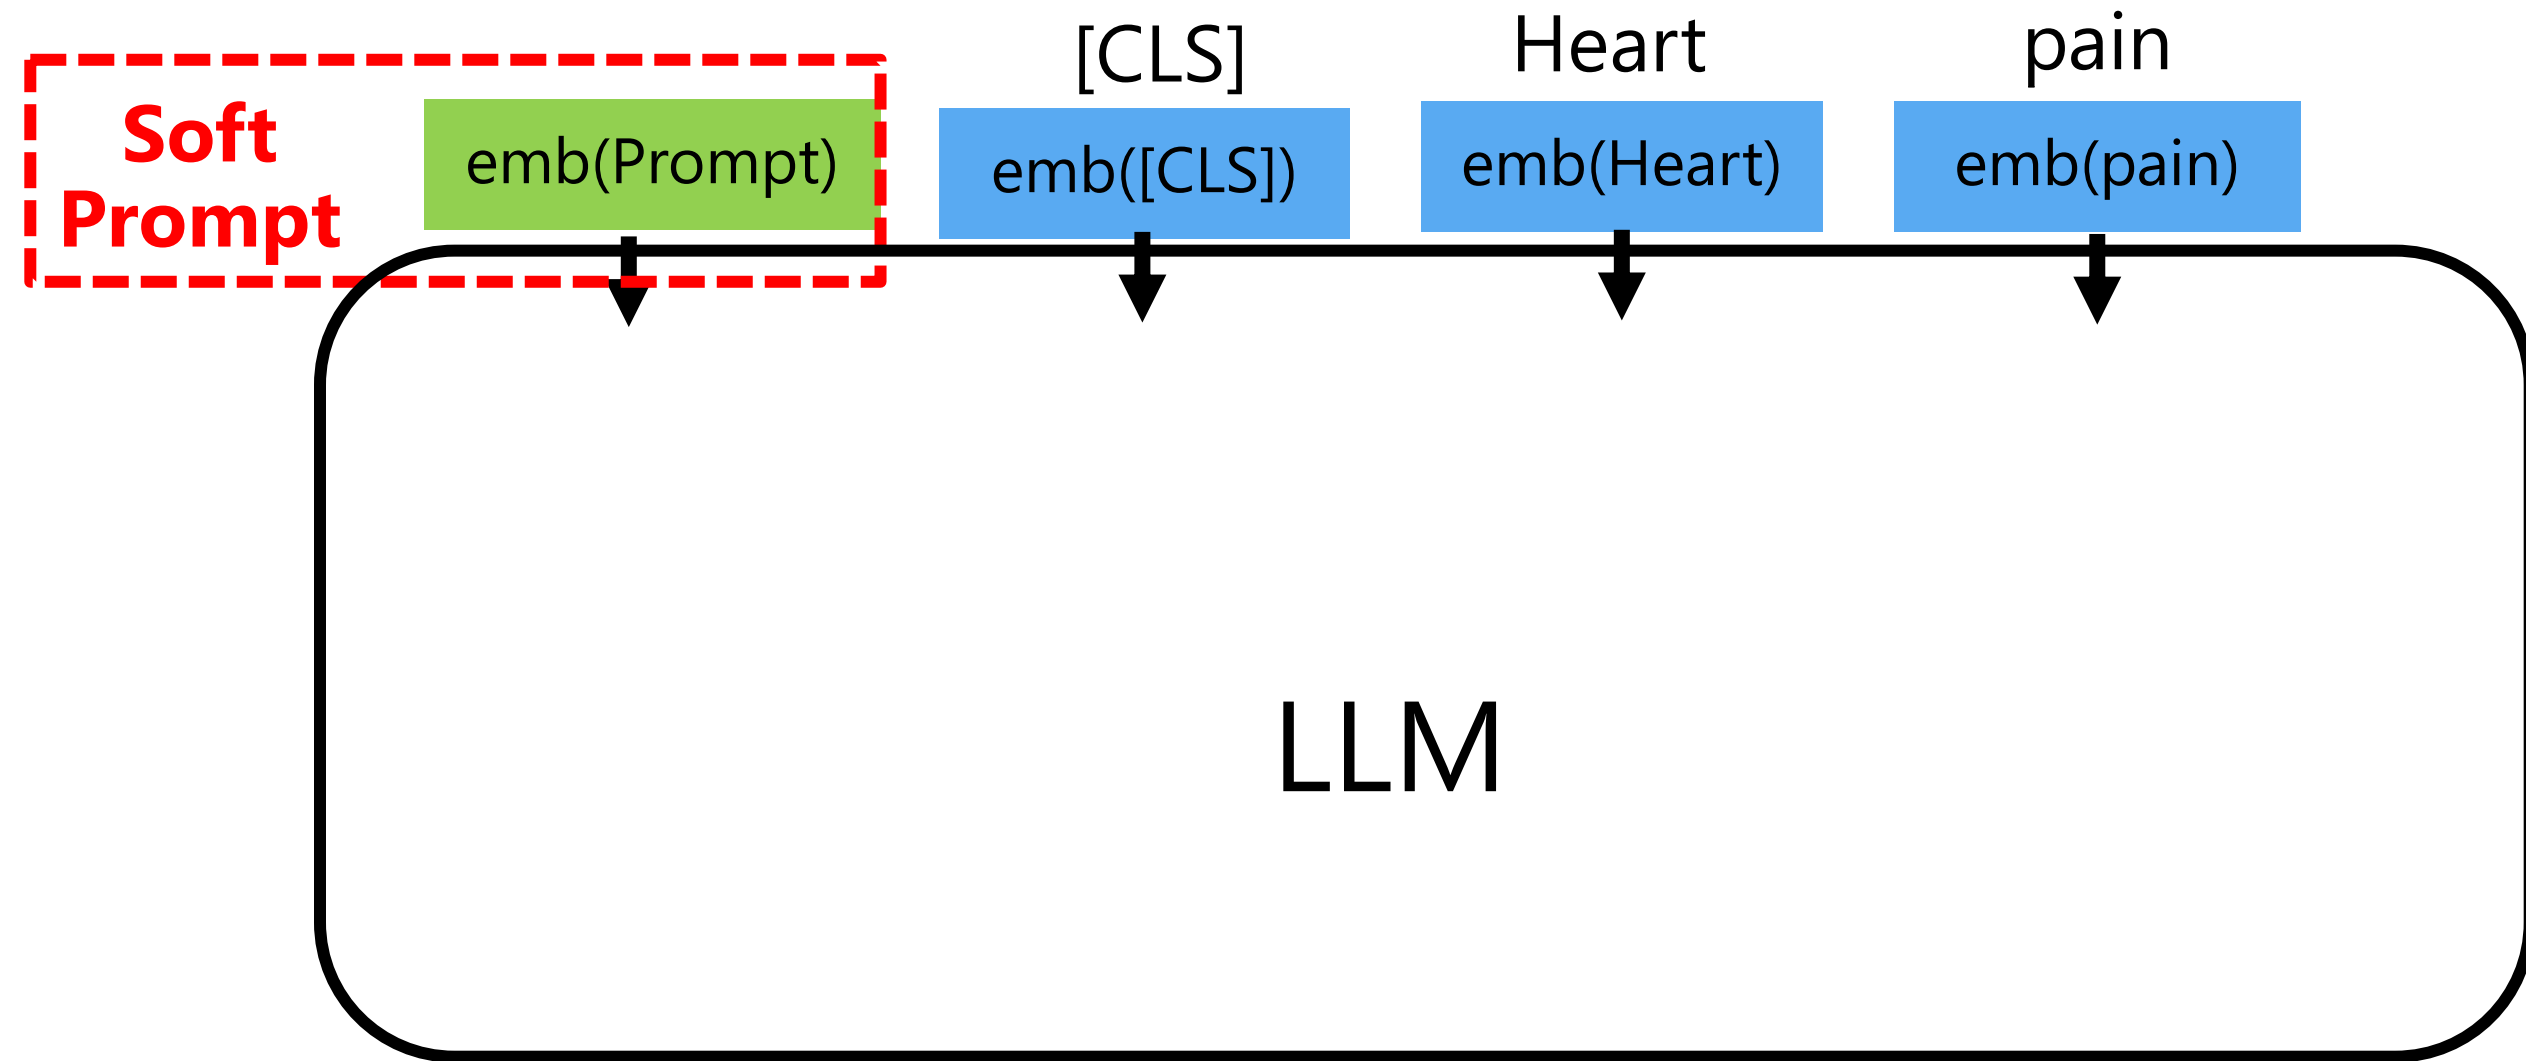 Soft
Prompt
emb(Prompt)
[CLS]
emb([CLS])
Heart
emb(Heart)
pain
emb(pain)
LLM